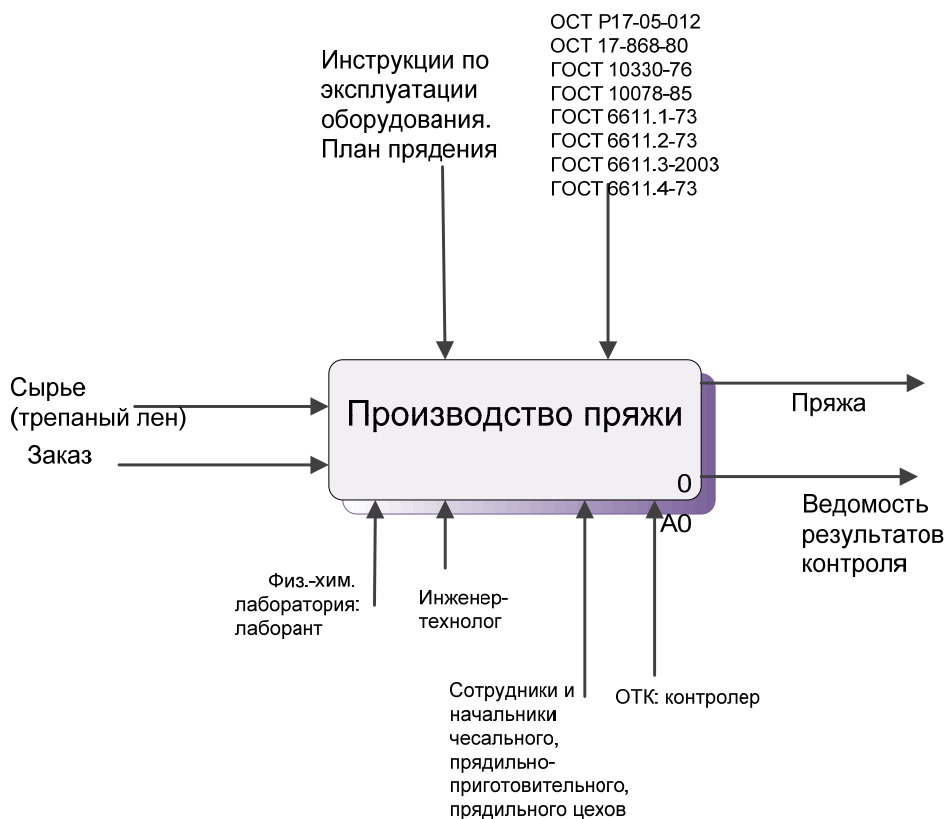 ОСТ Р17-05-012
ОСТ 17-868-80
ГОСТ 10330-76
ГОСТ 10078-85
ГОСТ 6611.1-73
ГОСТ 6611.2-73
ГОСТ 6611.3-2003
ГОСТ 6611.4-73
Инструкции по
эксплуатации
оборудования.
План прядения
Сырье
(трепаный лен)
Заказ
Производство пряжи
0
A0
Пряжа
Ведомость
результатов
контроля
Физ.-хим.
лаборатория:
лаборант
Инженер-
технолог
Сотрудники и
начальники
чесального,
прядильно-
приготовительного,
прядильного цехов
ОТК: контролер